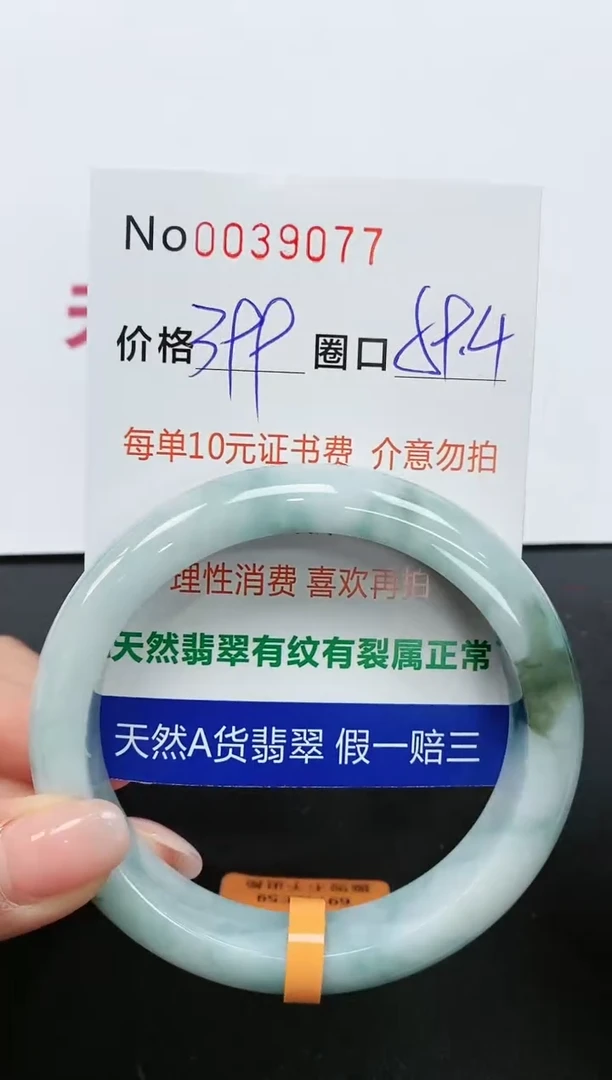 No0039077
价格399 圈口59.4
每单10元证书费 介意勿拍
理性消费 喜欢再拍
天然翡翠有纹有裂属正常
天然A货翡翠 假一赔三